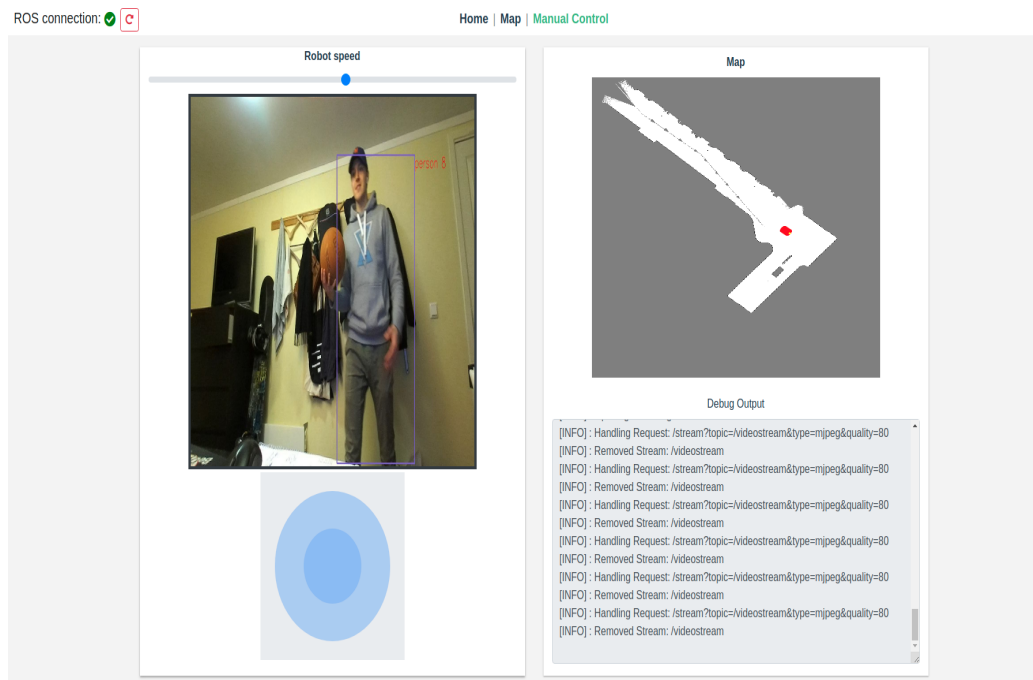 ROS connection:
Home | Map | Manual Control
Robot speed
person 8
Map
Debug Output
[INFO] : Handling Request: /stream?topic=/videostream&type=mjpeg&quality=80
[INFO] : Removed Stream: /videostream
[INFO] : Handling Request: /stream?topic=/videostream&type=mjpeg&quality=80
[INFO] : Removed Stream: /videostream
[INFO] : Handling Request: /stream?topic=/videostream&type=mjpeg&quality=80
[INFO] : Removed Stream: /videostream
[INFO] : Handling Request: /stream?topic=/videostream&type=mjpeg&quality=80
[INFO] : Removed Stream: /videostream
[INFO] : Handling Request: /stream?topic=/videostream&type=mjpeg&quality=80
[INFO] : Removed Stream: /videostream
[INFO] : Handling Request: /stream?topic=/videostream&type=mjpeg&quality=80
[INFO] : Removed Stream: /videostream